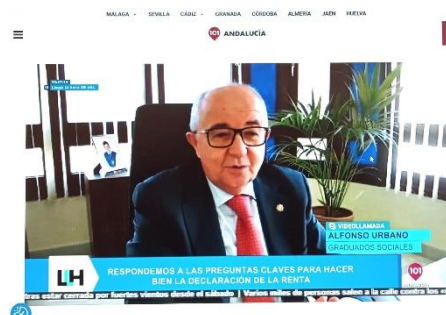 MÁLAGA SEVILLA CÁDIZ GRANADA CÓRDOBA ALMERÍA JAÉN HUELVA
101 ANDALUCÍA
VIDEOLLAMADA
ALFONSO URBANO
GRADUADOS SOCIALES
LH
RESPONDEMOS A LAS PREGUNTAS CLAVES PARA HACER
BIEN LA DECLARACIÓN DE LA RENTA
101
tras estar cerrada por fuertes vientos desde el sábado | Varios miles de personas salen a la calle contra los